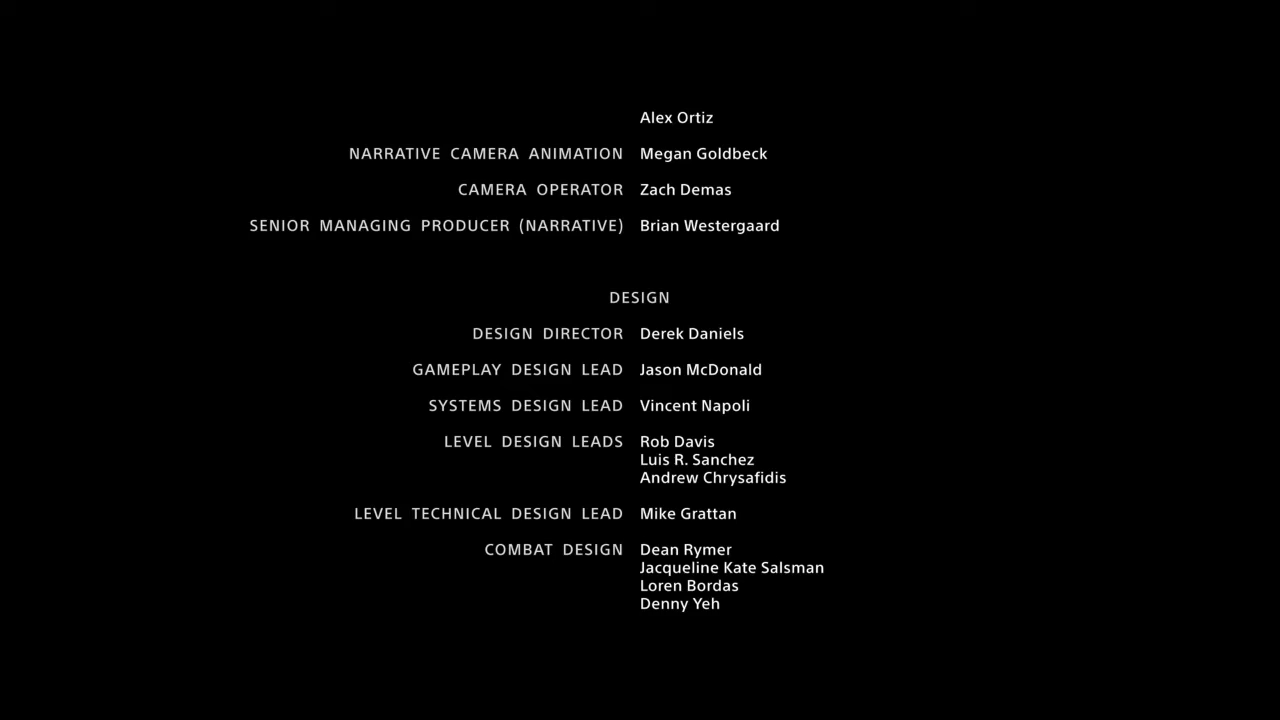 Alex Ortiz
NARRATIVE CAMERA ANIMATION Megan Goldbeck
CAMERA OPERATOR Zach Demas
SENIOR MANAGING PRODUCER (NARRATIVE) Brian Westergaard
DESIGN
DESIGN DIRECTOR Derek Daniels
GAMEPLAY DESIGN LEAD Jason McDonald
SYSTEMS DESIGN LEAD Vincent Napoli
LEVEL DESIGN LEADS Rob Davis
Luis R. Sanchez
Andrew Chrysafidis
LEVEL TECHNICAL DESIGN LEAD Mike Grattan
COMBAT DESIGN Dean Rymer
Jacqueline Kate Salsman
Loren Bordas
Denny Yeh